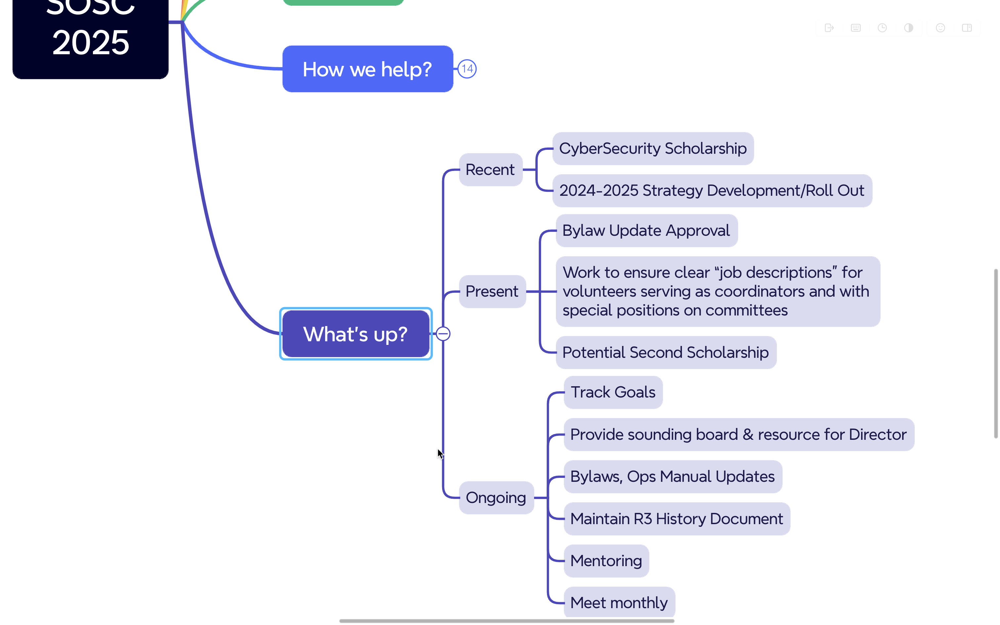 SOSC
2025
How we help?
14
CyberSecurity Scholarship
Recent
2024-2025 Strategy Development/Roll Out
Bylaw Update Approval
Work to ensure clear “job descriptions” for
volunteers serving as coordinators and with
special positions on committees
Present
Potential Second Scholarship
What's up?
Track Goals
Provide sounding board & resource for Director
Bylaws, Ops Manual Updates
Ongoing
Maintain R3 History Document
Mentoring
Meet monthly